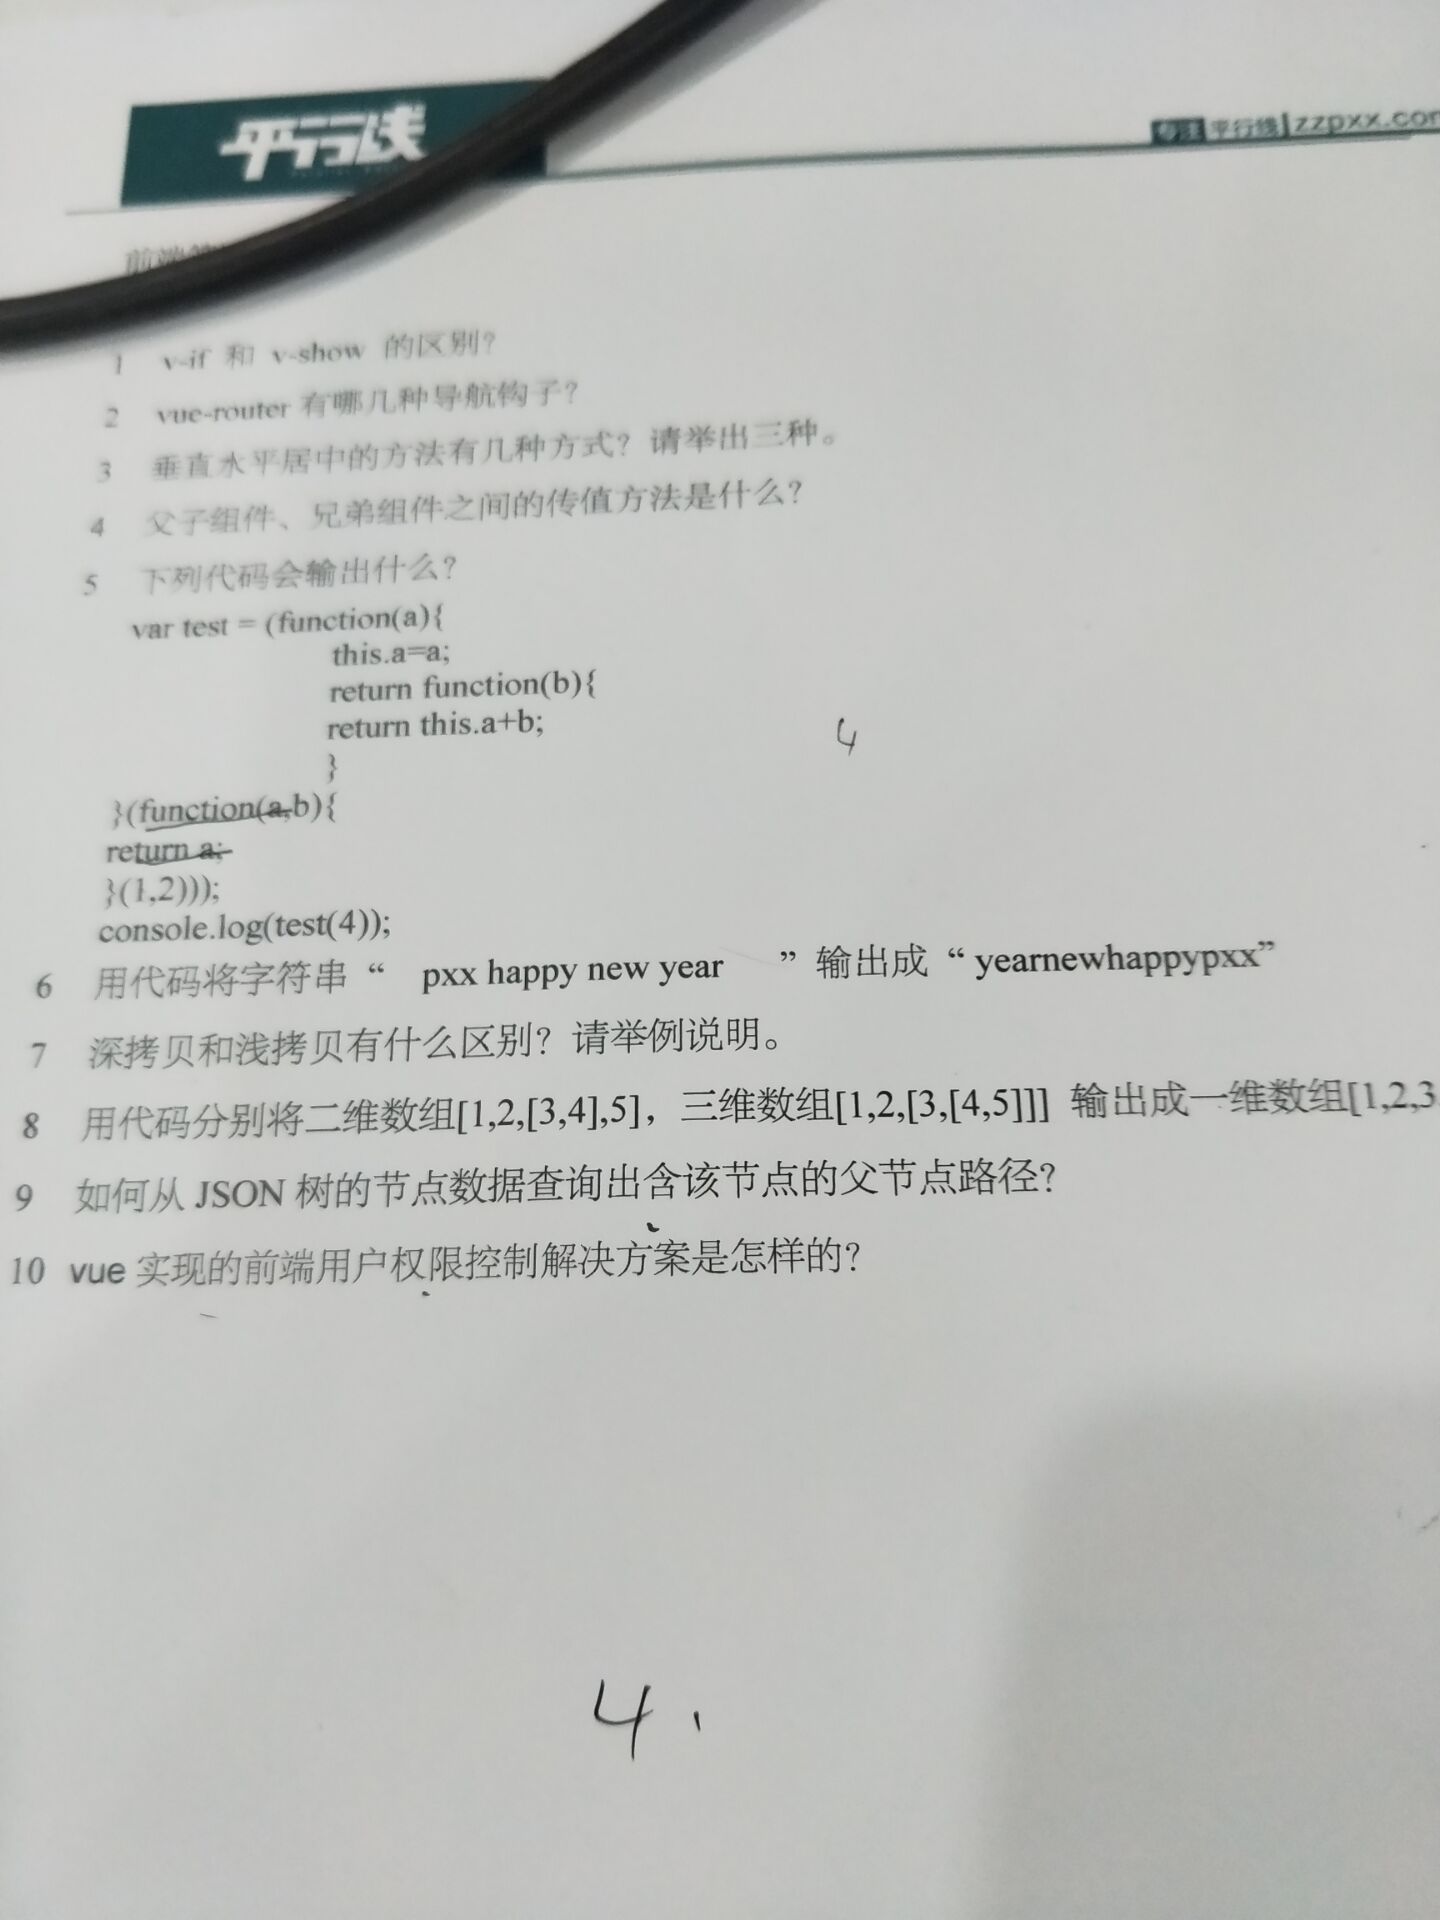 平行线
专注 平行线 | zzpxx.com
前端
1 v-if 和 v-show 的区别?
2 vue-router 有哪几种导航钩子?
3 垂直水平居中的方法有几种方式? 请举出三种。
4 父子组件、兄弟组件之间的传值方法是什么?
5 下列代码会输出什么?
var test = (function(a){
this.a=a;
return function(b){
return this.a+b;
4
}
}(function(a,b){
return a;
}(1,2)));
console.log(test(4));
6 用代码将字符串“ pxx happy new year ” 输出成 “ yearnewhappypxx”
7 深拷贝和浅拷贝有什么区别? 请举例说明。
8 用代码分别将二维数组[1,2,[3,4],5], 三维数组[1,2,[3,[4,5]]] 输出成一维数组[1,2,3
9 如何从 JSON 树的节点数据查询出含该节点的父节点路径?
10 vue 实现的前端用户权限控制解决方案是怎样的?
4、